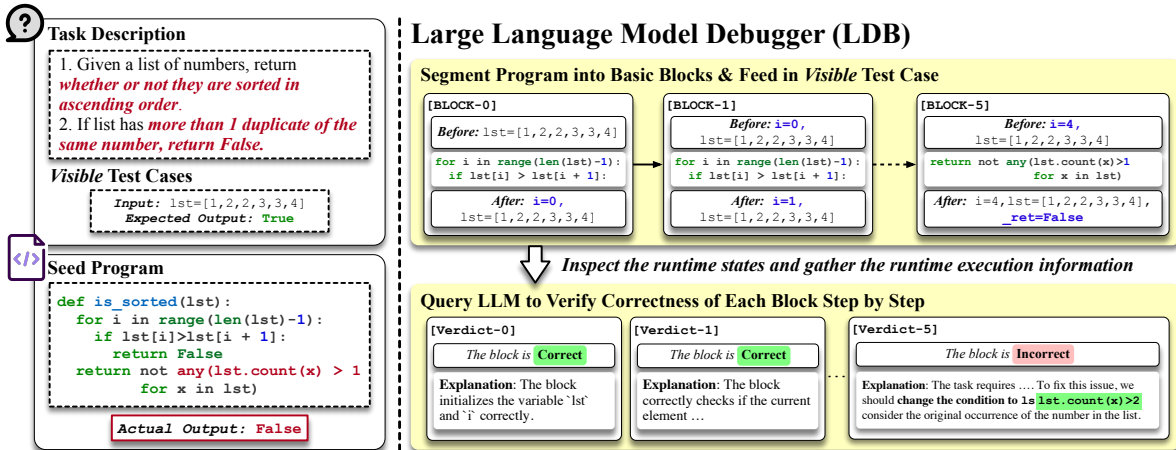 ?
Task Description
1. Given a list of numbers, return
whether or not they are sorted in
ascending order.
2. If list has more than 1 duplicate of the
same number, return False.
Visible Test Cases
Input: lst=[1,2,2,3,3,4]
Expected Output: True
</>
Seed Program
def is_sorted(lst):
for i in range(len(lst)-1):
if lst[i]>lst[i + 1]:
return False
return not any(lst.count(x) > 1
for x in lst)
Actual Output: False
Large Language Model Debugger (LDB)
Segment Program into Basic Blocks & Feed in Visible Test Case
[BLOCK-0]
Before: lst=[1,2,2,3,3,4]
for i in range(len(lst)-1):
if lst[i] > lst[i + 1]:
After: i=0,
lst=[1,2,2,3,3,4]
[BLOCK-1]
Before: i=0,
lst=[1,2,2,3,3,4]
for i in range(len(lst)-1):
if lst[i] > lst[i + 1]:
After: i=1,
lst=[1,2,2,3,3,4]
[BLOCK-5]
Before: i=4,
lst=[1,2,2,3,3,4]
return not any(lst.count(x)>1
for x in lst)
After: i=4,lst=[1,2,2,3,3,4],
_ret=False
Inspect the runtime states and gather the runtime execution information
Query LLM to Verify Correctness of Each Block Step by Step
[Verdict-0]
The block is Correct
Explanation: The block
initializes the variable `lst`
and `i` correctly.
[Verdict-1]
The block is Correct
Explanation: The block
correctly checks if the current
element …
[Verdict-5]
The block is Incorrect
Explanation: The task requires …. To fix this issue, we
should change the condition to ls lst.count(x)>2
consider the original occurrence of the number in the list.